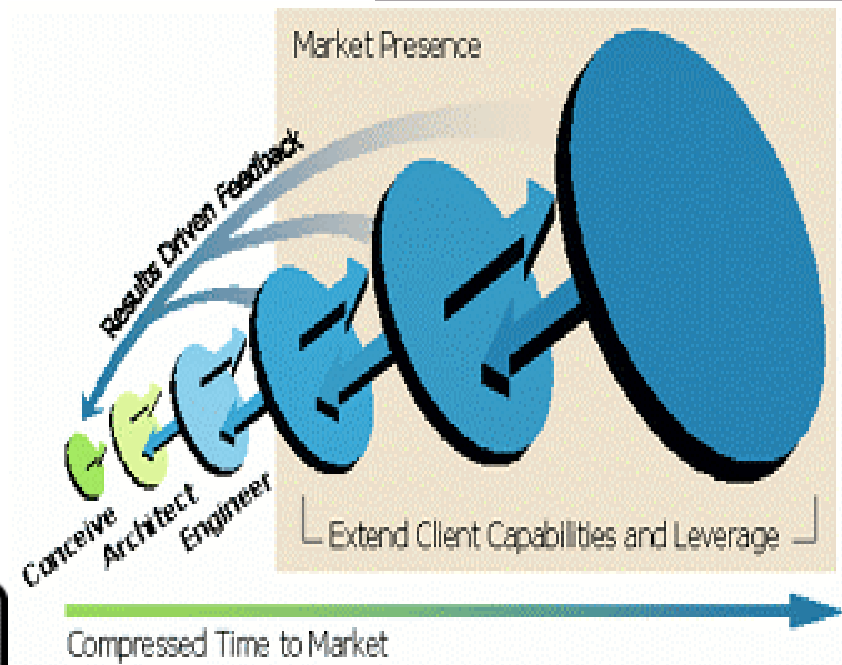 Market Presence
Results Driven Feedback
Conceive
Architect
Engineer
Extend Client Capabilities and Leverage
Compressed Time to Market